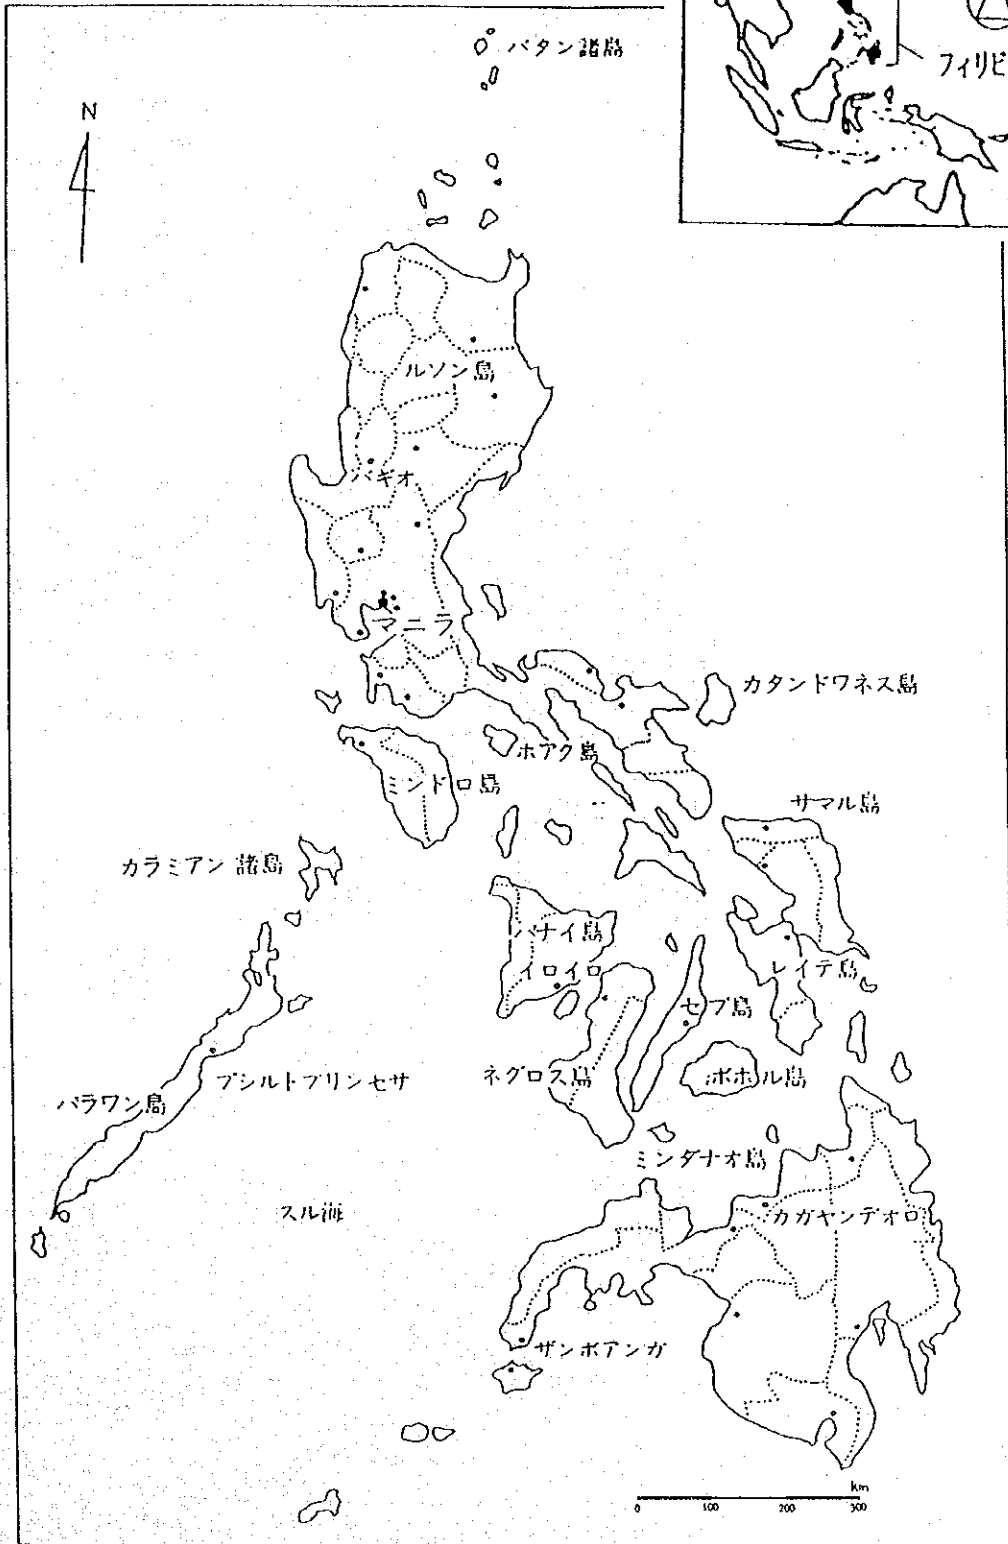 バタン諸島
フィリピ
N
ルソン島
バギオ
マニラ
カタンドワネス島
ホアク島
ミンドロ島
サマル島
カラミアン諸島
パナイ島
イロイロ
レイテ島
セブ島
ネグロス島
ボホル島
プシルトプリンセサ
パラワン島
ミンダナオ島
スル海
カガヤンデオロ
ザンボアンガ
km
0 100 200 300